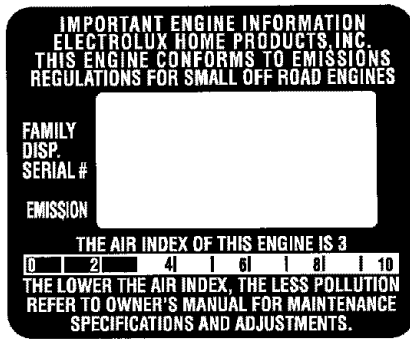 IMPORTANT ENGINE INFORMATION
ELECTROLUX HOME PRODUCTS, INC.
THIS ENGINE CONFORMS TO EMISSIONS
REGULATIONS FOR SMALL OFF ROAD ENGINES
FAMILY
DISP.
SERIAL #
EMISSION
THE AIR INDEX OF THIS ENGINE IS 3
0 2 4 6 8 10
THE LOWER THE AIR INDEX, THE LESS POLLUTION
REFER TO OWNER'S MANUAL FOR MAINTENANCE
SPECIFICATIONS AND ADJUSTMENTS.